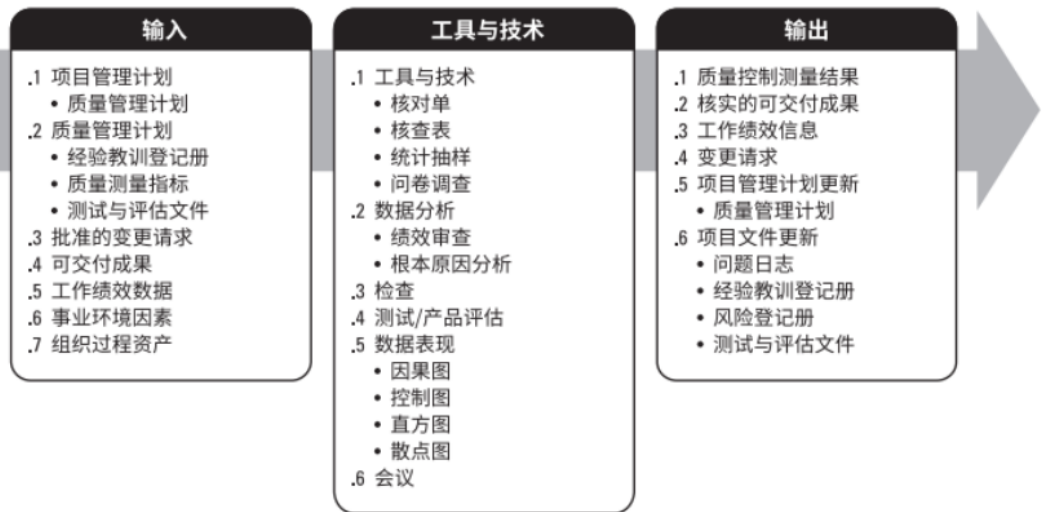 输入
.1 项目管理计划
• 质量管理计划
.2 质量管理计划
• 经验教训登记册
• 质量测量指标
• 测试与评估文件
.3 批准的变更请求
.4 可交付成果
.5 工作绩效数据
.6 事业环境因素
.7 组织过程资产
工具与技术
.1 工具与技术
• 核对单
• 核查表
• 统计抽样
• 问卷调查
.2 数据分析
• 绩效审查
• 根本原因分析
.3 检查
.4 测试/产品评估
.5 数据表现
• 因果图
• 控制图
• 直方图
• 散点图
.6 会议
输出
.1 质量控制测量结果
.2 核实的可交付成果
.3 工作绩效信息
.4 变更请求
.5 项目管理计划更新
• 质量管理计划
.6 项目文件更新
• 问题日志
• 经验教训登记册
• 风险登记册
• 测试与评估文件